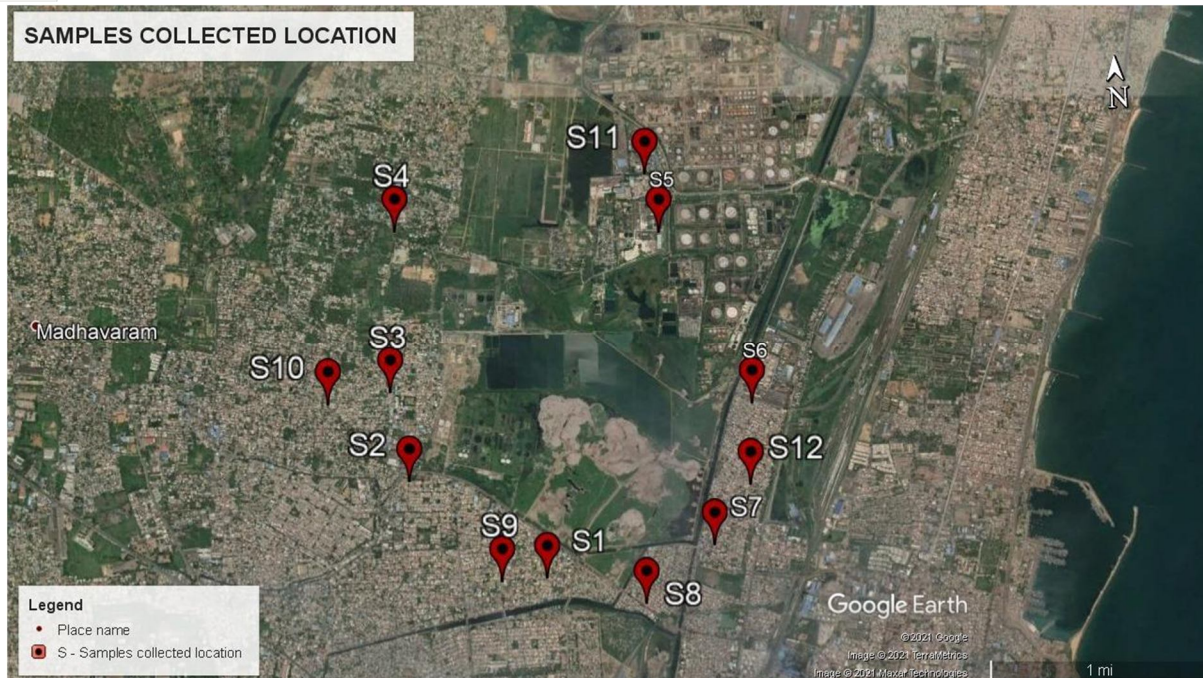 SAMPLES COLLECTED LOCATION
N
S11
S4
S5
Madhavaram
S3
S6
S10
S2
S12
S7
S9
S1
S8
Legend
Place name
S - Samples collected location
Google Earth
©2021 Google
Image © 2021 TerraMetrics
Image © 2021 Maxar Technologies
1 mi